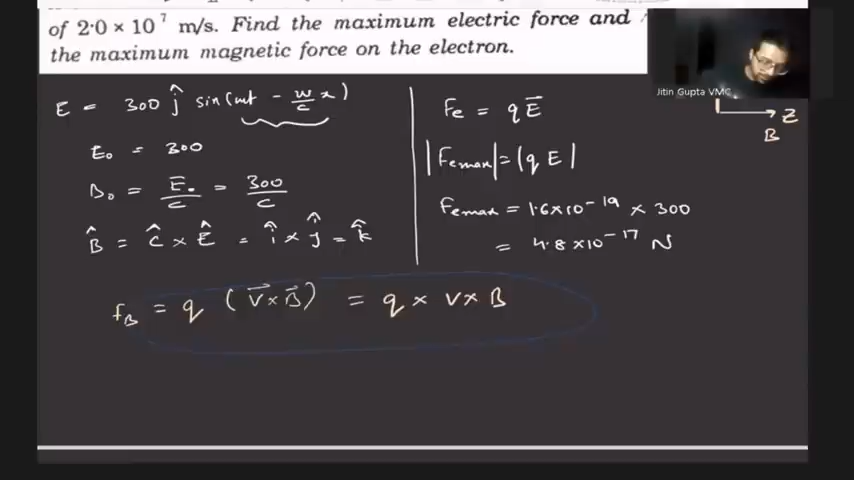 of 2·0 × 10⁷ m/s. Find the maximum electric force and
the maximum magnetic force on the electron.
Jitin Gupta VMC
E = 300 ĵ sin(ωt - ω/c x)
E₀ = 300
B₀ = E₀/c = 300/c
B̂ = Ĉ × Ê = î × ĵ = k̂
Fe = qE⃗
|Femax| = |qE|
Femax = 1.6×10⁻¹⁹ × 300
= 4.8×10⁻¹⁷ N
Z
B
f_B = q (V⃗×B⃗) = q × V × B